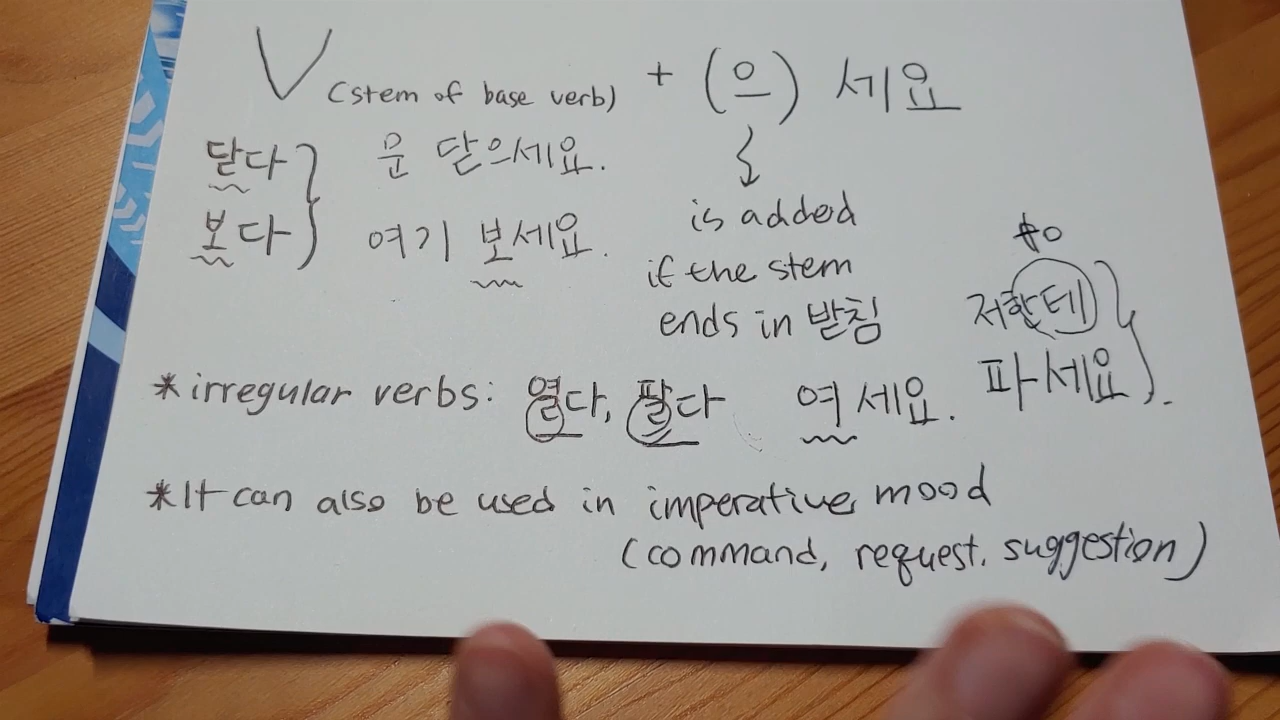 V (stem of base verb) + (으) 세요
닫다 문 닫으세요.
보다 여기 보세요.
is added
if the stem
ends in 받침
to
저한테
파세요.
*irregular verbs: 열다, 팔다 여세요.
*It can also be used in imperative mood
(command, request, suggestion)